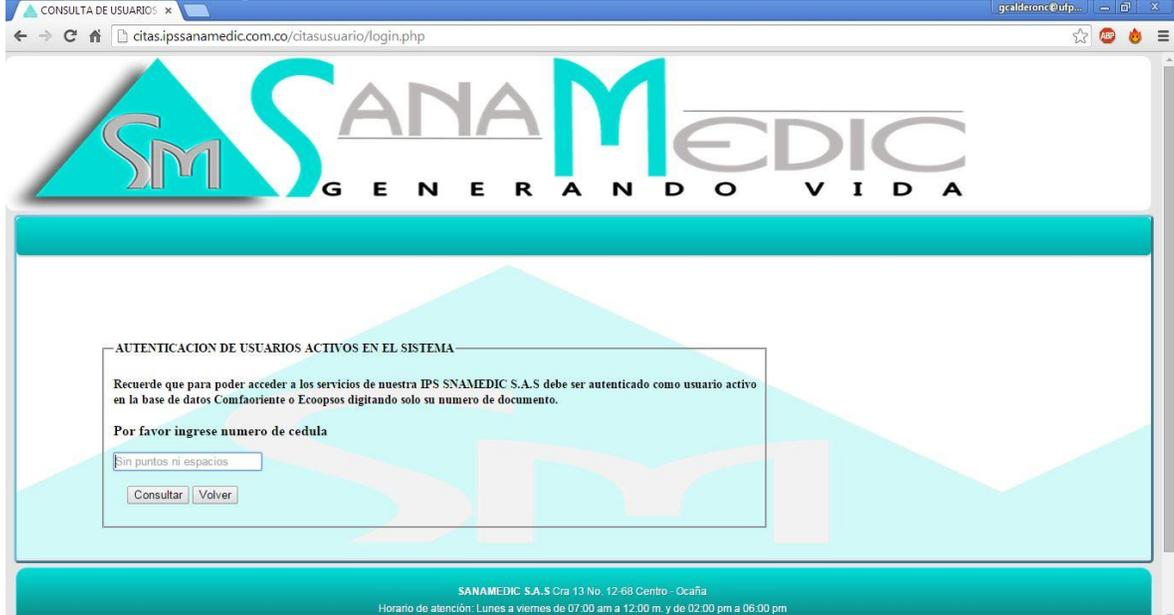 CONSULTA DE USUARIOS
gcalderonc@ufp...
citas.ipssanamedic.com.co/citasusuario/login.php
ABP
SM
SANAMEDIC
GENERANDO VIDA
AUTENTICACION DE USUARIOS ACTIVOS EN EL SISTEMA
Recuerde que para poder acceder a los servicios de nuestra IPS SNAMEDIC S.A.S debe ser autenticado como usuario activo
en la base de datos Comfaoriente o Ecoopsos digitando solo su numero de documento.
Por favor ingrese numero de cedula
Sin puntos ni espacios
Consultar Volver
SM
SANAMEDIC S.A.S Cra 13 No. 12-68 Centro - Ocaña
Horario de atención: Lunes a viernes de 07:00 am a 12:00 m. y de 02:00 pm a 06:00 pm